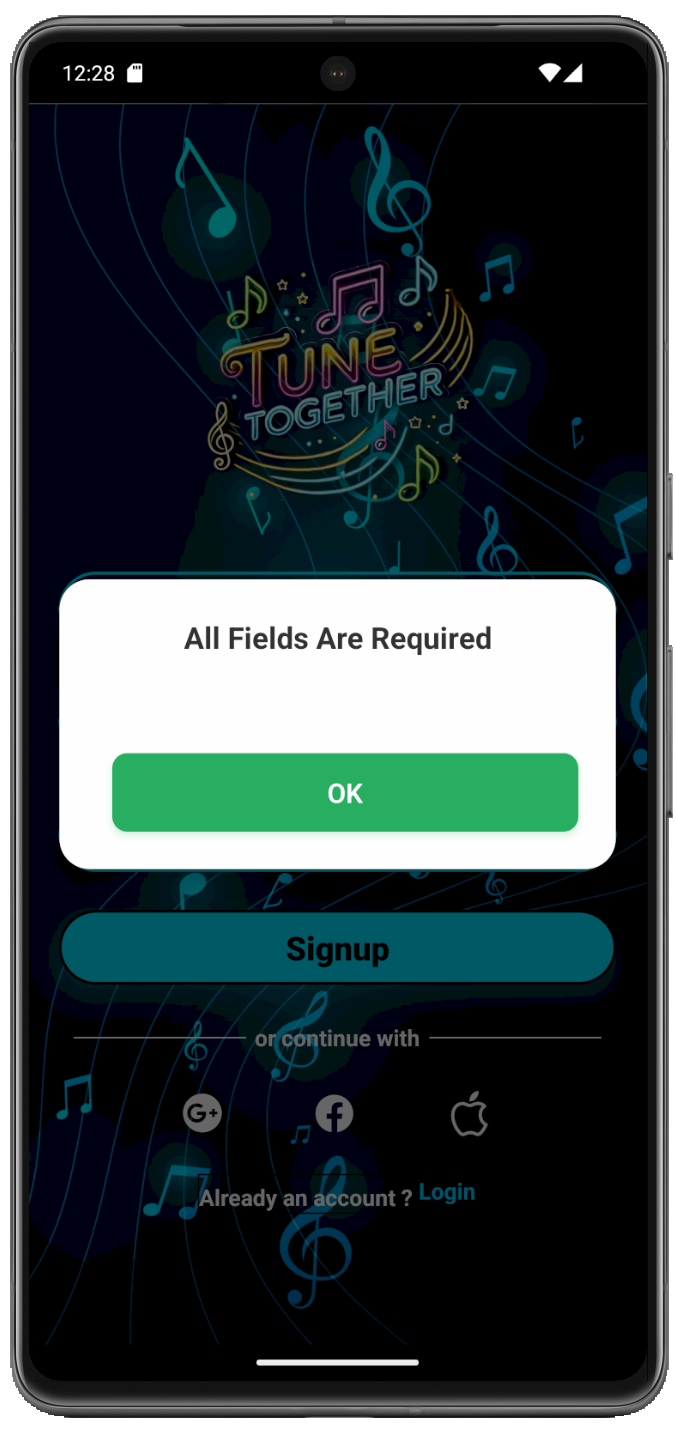 12:28
TUNE
TOGETHER
All Fields Are Required
OK
Signup
or continue with
G+
Already an account ? Login